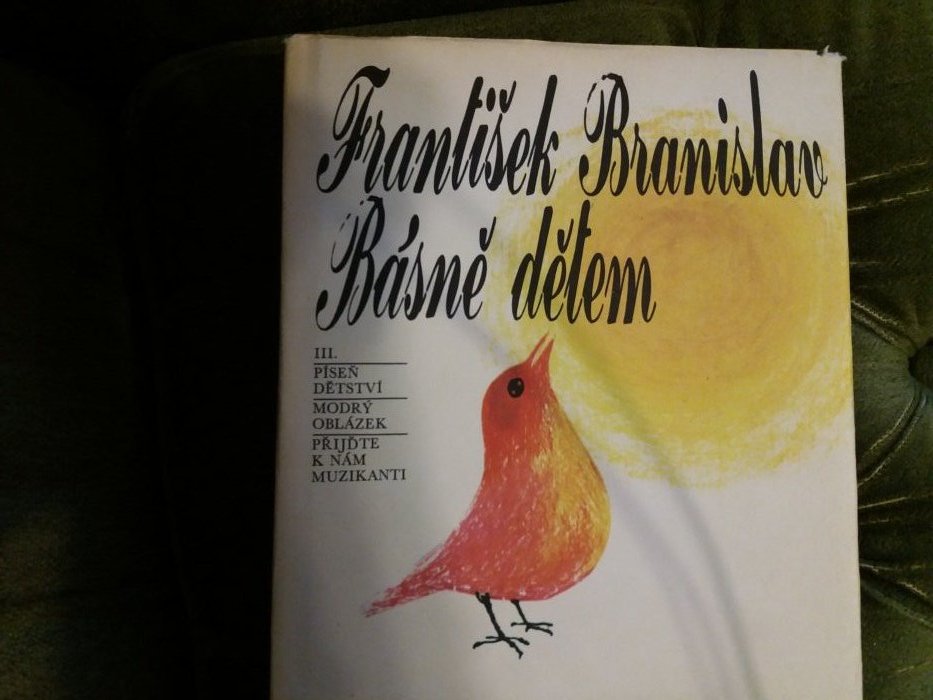 František Branislav
Básně dětem
III.
PÍSEŇ
DĚTSTVÍ
MODRÝ
OBLÁZEK
PŘIJĎTE
K NÁM
MUZIKANTI